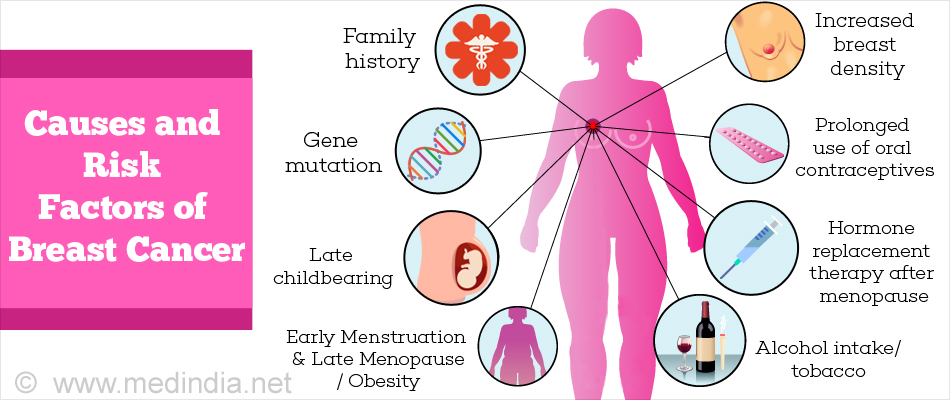 Causes and
Risk
Factors of
Breast Cancer
Family
history
Gene
mutation
Late
childbearing
Early Menstruation
& Late Menopause
/ Obesity
Increased
breast
density
Prolonged
use of oral
contraceptives
Hormone
replacement
therapy after
menopause
Alcohol intake/
tobacco
© www.medindia.net